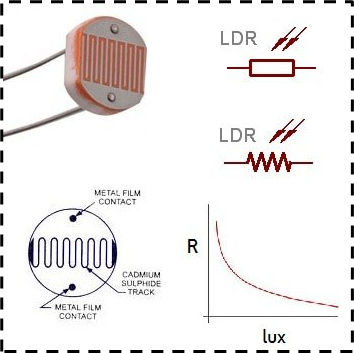 LDR
LDR
METAL FILM
CONTACT
CADMIUM
SULPHIDE
TRACK
METAL FILM
CONTACT
R
lux